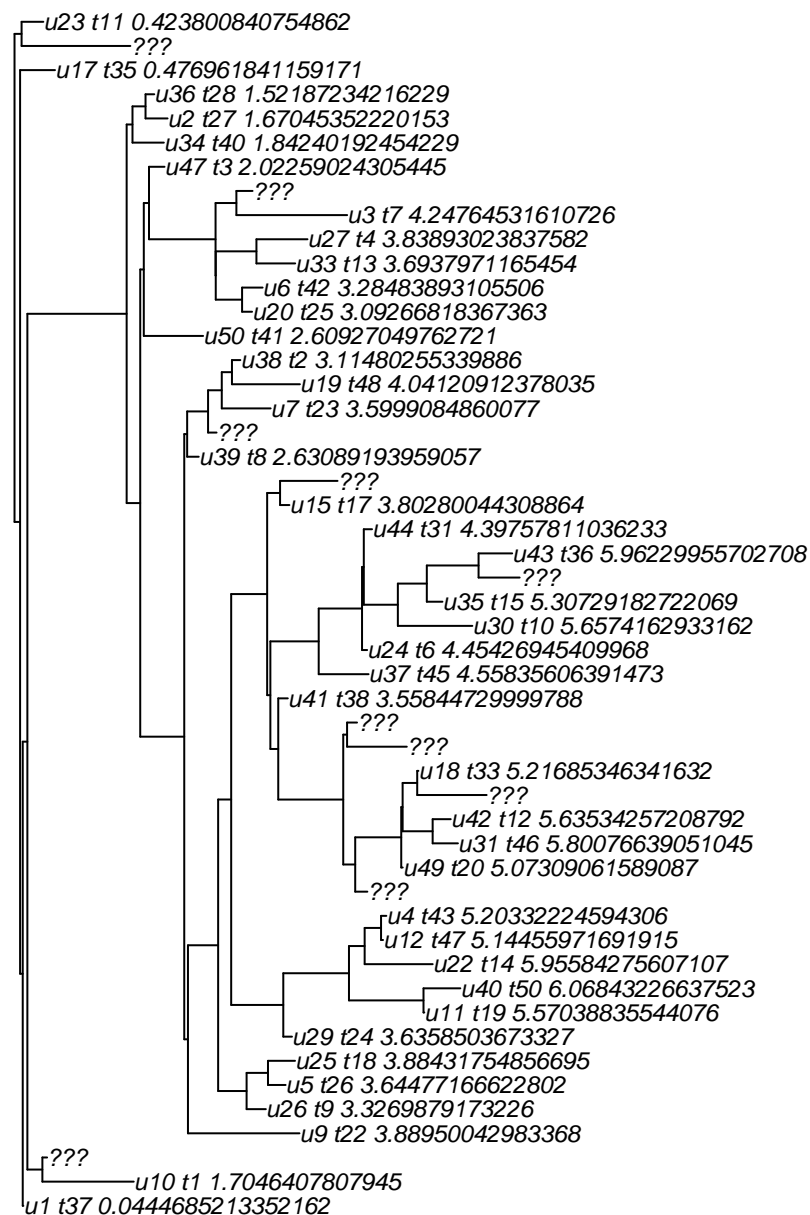 u23 t11 0.423800840754862
???
u17 t35 0.476961841159171
u36 t28 1.52187234216229
u2 t27 1.67045352220153
u34 t40 1.84240192454229
u47 t3 2.02259024305445
???
u3 t7 4.24764531610726
u27 t4 3.83893023837582
u33 t13 3.6937971165454
u6 t42 3.28483893105506
u20 t25 3.09266818367363
u50 t41 2.60927049762721
u38 t2 3.11480255339886
u19 t48 4.04120912378035
u7 t23 3.5999084860077
???
u39 t8 2.63089193959057
???
u15 t17 3.80280044308864
u44 t31 4.39757811036233
u43 t36 5.96229955702708
???
u35 t15 5.30729182722069
u30 t10 5.6574162933162
u24 t6 4.45426945409968
u37 t45 4.55835606391473
u41 t38 3.55844729999788
???
???
u18 t33 5.21685346341632
???
u42 t12 5.63534257208792
u31 t46 5.80076639051045
u49 t20 5.07309061589087
???
u4 t43 5.20332224594306
u12 t47 5.14455971691915
u22 t14 5.95584275607107
u40 t50 6.06843226637523
u11 t19 5.57038835544076
u29 t24 3.6358503673327
u25 t18 3.88431754856695
u5 t26 3.64477166622802
u26 t9 3.3269879173226
u9 t22 3.88950042983368
???
u10 t1 1.7046407807945
u1 t37 0.0444685213352162